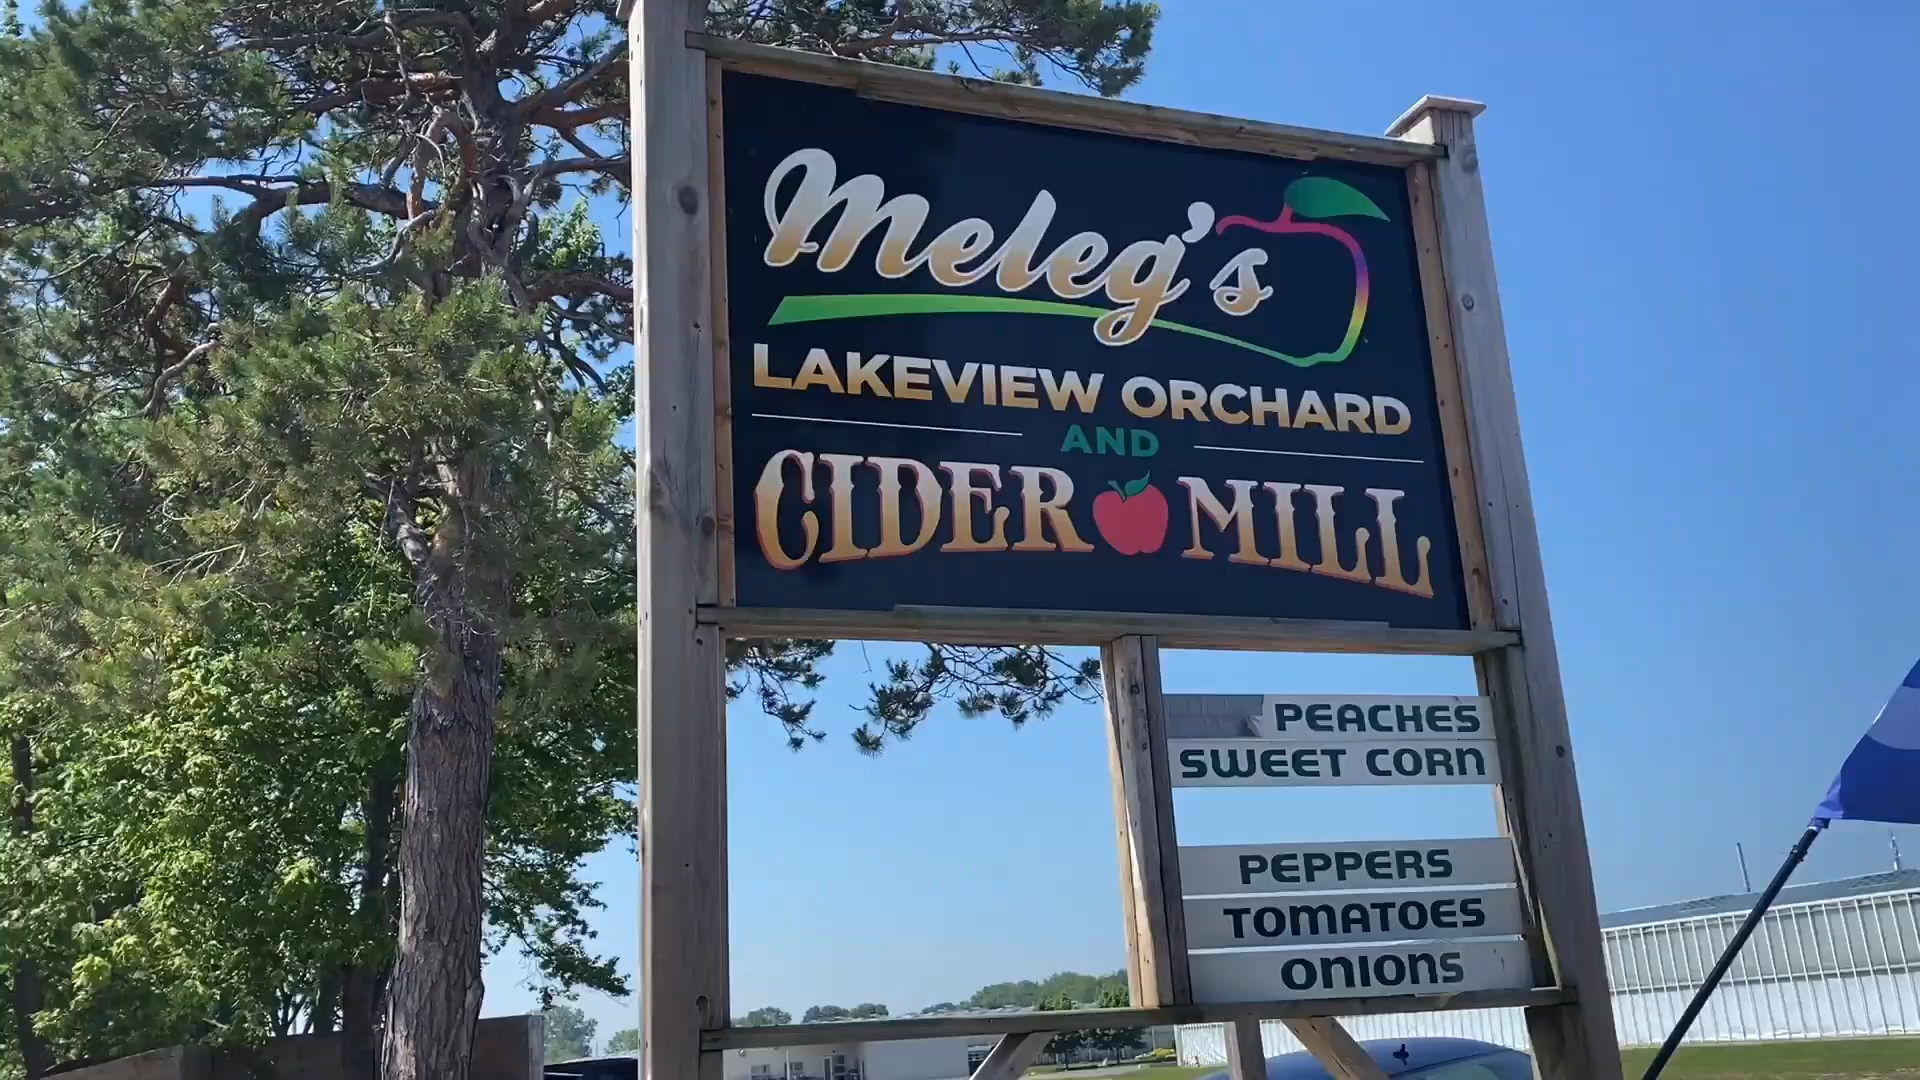 Meleg's
LAKEVIEW ORCHARD
AND
CIDER MILL
PEACHES
SWEET CORN
PEPPERS
TOMATOES
ONIONS